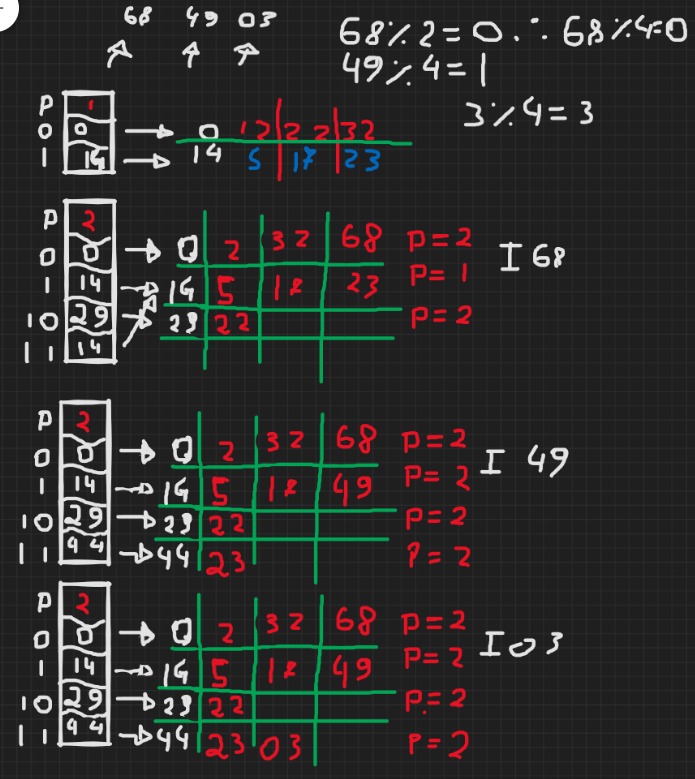 68 49 03
68%2=0 ∴ 68%4=0
49%4=1
3%4=3
P 1
0 0 → 0 12 22 32
1 14 → 14 5 17 23
P 2
0 0 → 0 2 32 68 P=2 I 68
1 14 → 14 5 17 23 P=1
10 29 → 29 22 P=2
11 14
P 2
0 0 → 0 2 32 68 P=2 I 49
1 14 → 14 5 17 49 P=2
10 29 → 29 22 P=2
11 44 → 44 23 P=2
P 2
0 0 → 0 2 32 68 P=2 I 03
1 14 → 14 5 17 49 P=2
10 29 → 29 22 P=2
11 44 → 44 23 03 P=2